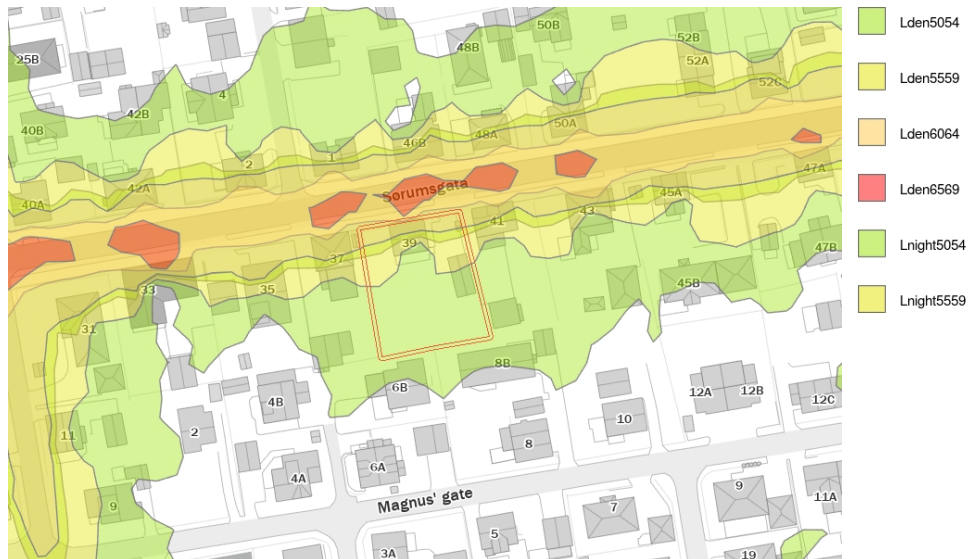 Lden5054
50B
52B
48B
25B
52A
52C
Lden5559
4
42B
40B
50A
48A
46B
Lden6064
1
2
47A
42A
Sørumsgata
45A
40A
Lden6569
43
41
39
47B
37
Lnight5054
45B
33
35
Lnight5559
31
8B
6B
12A
12B
12C
4B
10
2
11
8
6A
4A
9
11A
Magnus' gate
9
7
5
3A
19